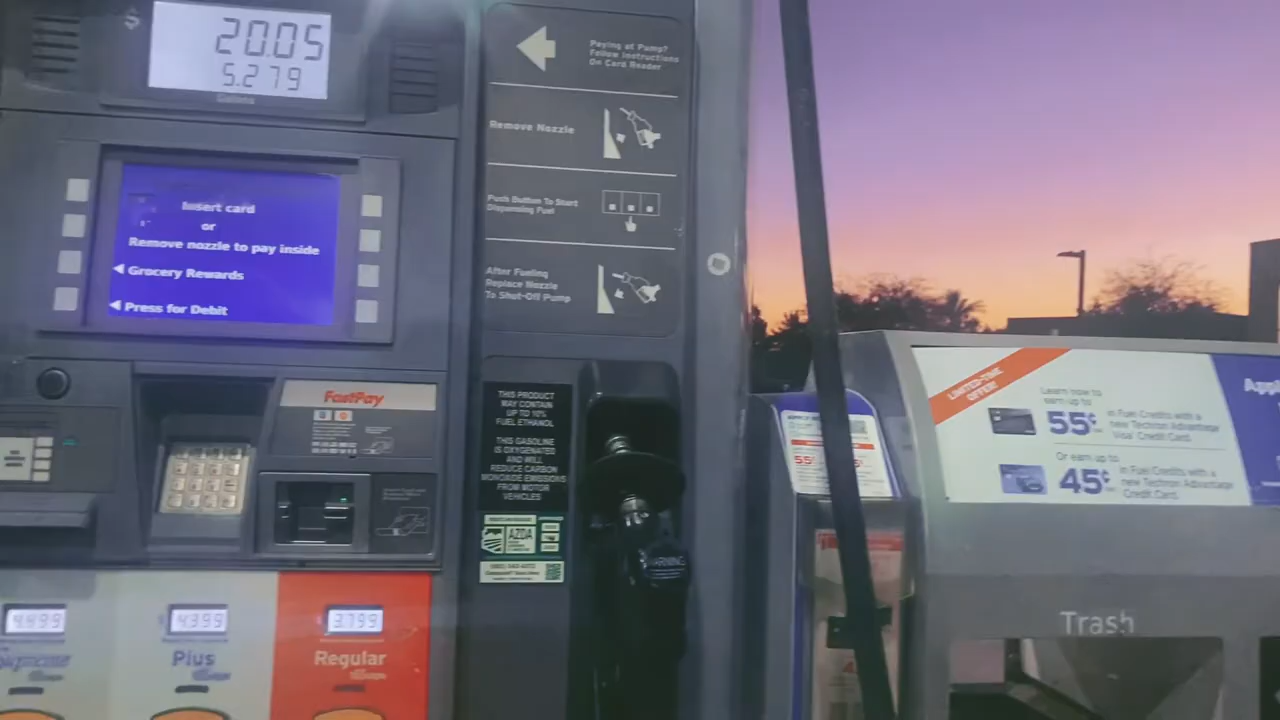 $
20.05
5.279
Gallons
Insert card
or
Remove nozzle to pay inside
Grocery Rewards
Press for Debit
Paying at Pump?
Follow Instructions
On Card Reader
Remove Nozzle
Push Button To Start
Dispensing Fuel
After Fueling
Replace Nozzle
To Shut-Off Pump
FastPay
THIS PRODUCT
MAY CONTAIN
UP TO 10%
FUEL ETHANOL
THIS GASOLINE
IS OXYGENATED
AND WILL
REDUCE CARBON
MONOXIDE EMISSIONS
FROM MOTOR
VEHICLES
AZDA
WARNING
4.499
4.399
3.799
Supreme
Plus
Regular
LIMITED-TIME
OFFER!
Learn how to
earn up to
55¢
in Fuel Credits with a
new Techron Advantage
Visa Credit Card.
Or earn up to
45¢
in Fuel Credits with a
new Techron Advantage
Credit Card.
Trash